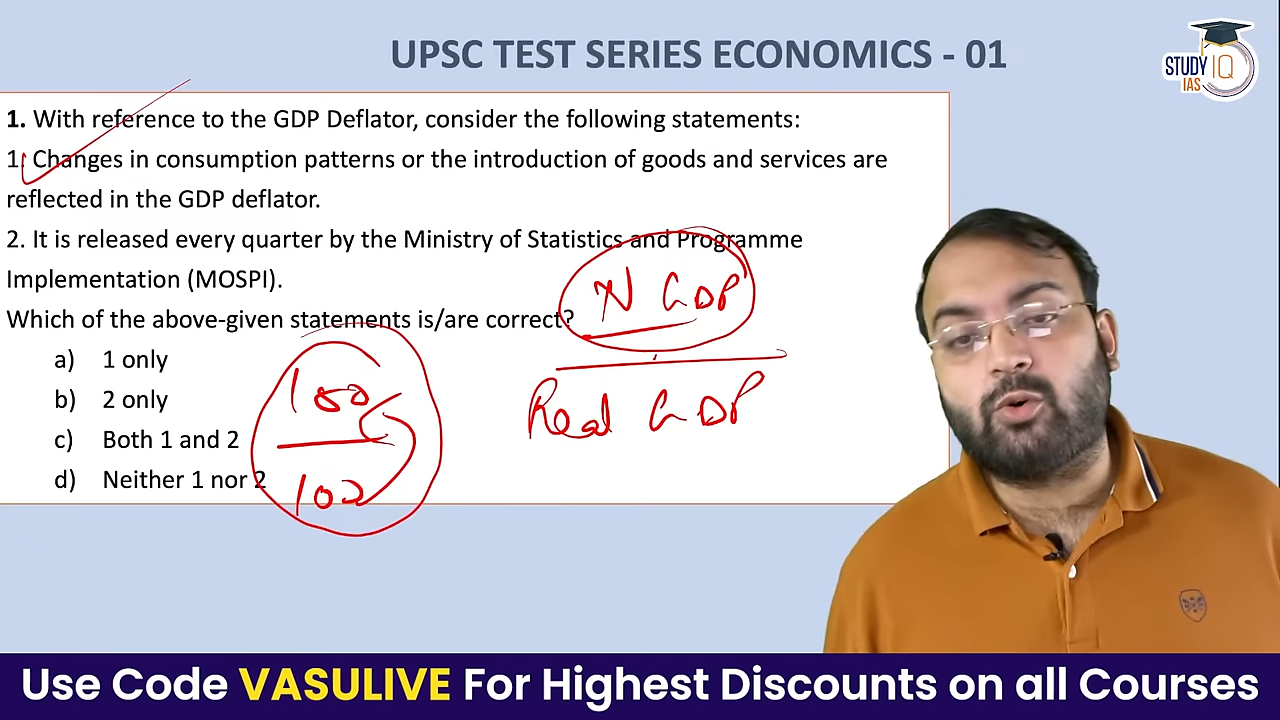 UPSC TEST SERIES ECONOMICS - 01
STUDY IQ
IAS
1. With reference to the GDP Deflator, consider the following statements:
1. Changes in consumption patterns or the introduction of goods and services are
reflected in the GDP deflator.
2. It is released every quarter by the Ministry of Statistics and Programme
Implementation (MOSPI).
Which of the above-given statements is/are correct?
a) 1 only
b) 2 only
c) Both 1 and 2
d) Neither 1 nor 2
N GDP
Real GDP
100
Use Code VASULIVE For Highest Discounts on all Courses